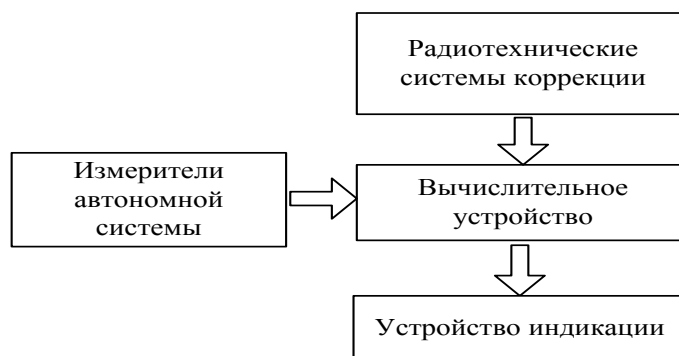 Радиотехнические
системы коррекции
Измерители
автономной
системы
Вычислительное
устройство
Устройство индикации